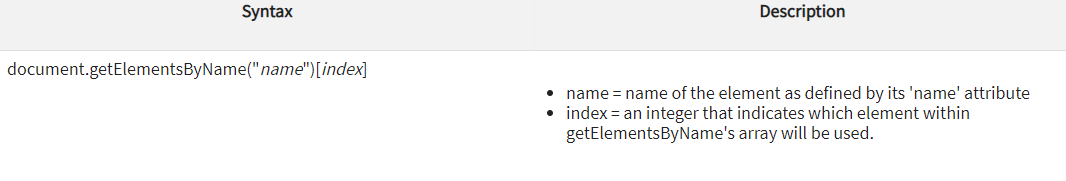 Syntax
Description
document.getElementsByName("name")[index]
• name = name of the element as defined by its 'name' attribute
• index = an integer that indicates which element within
getElementsByName's array will be used.